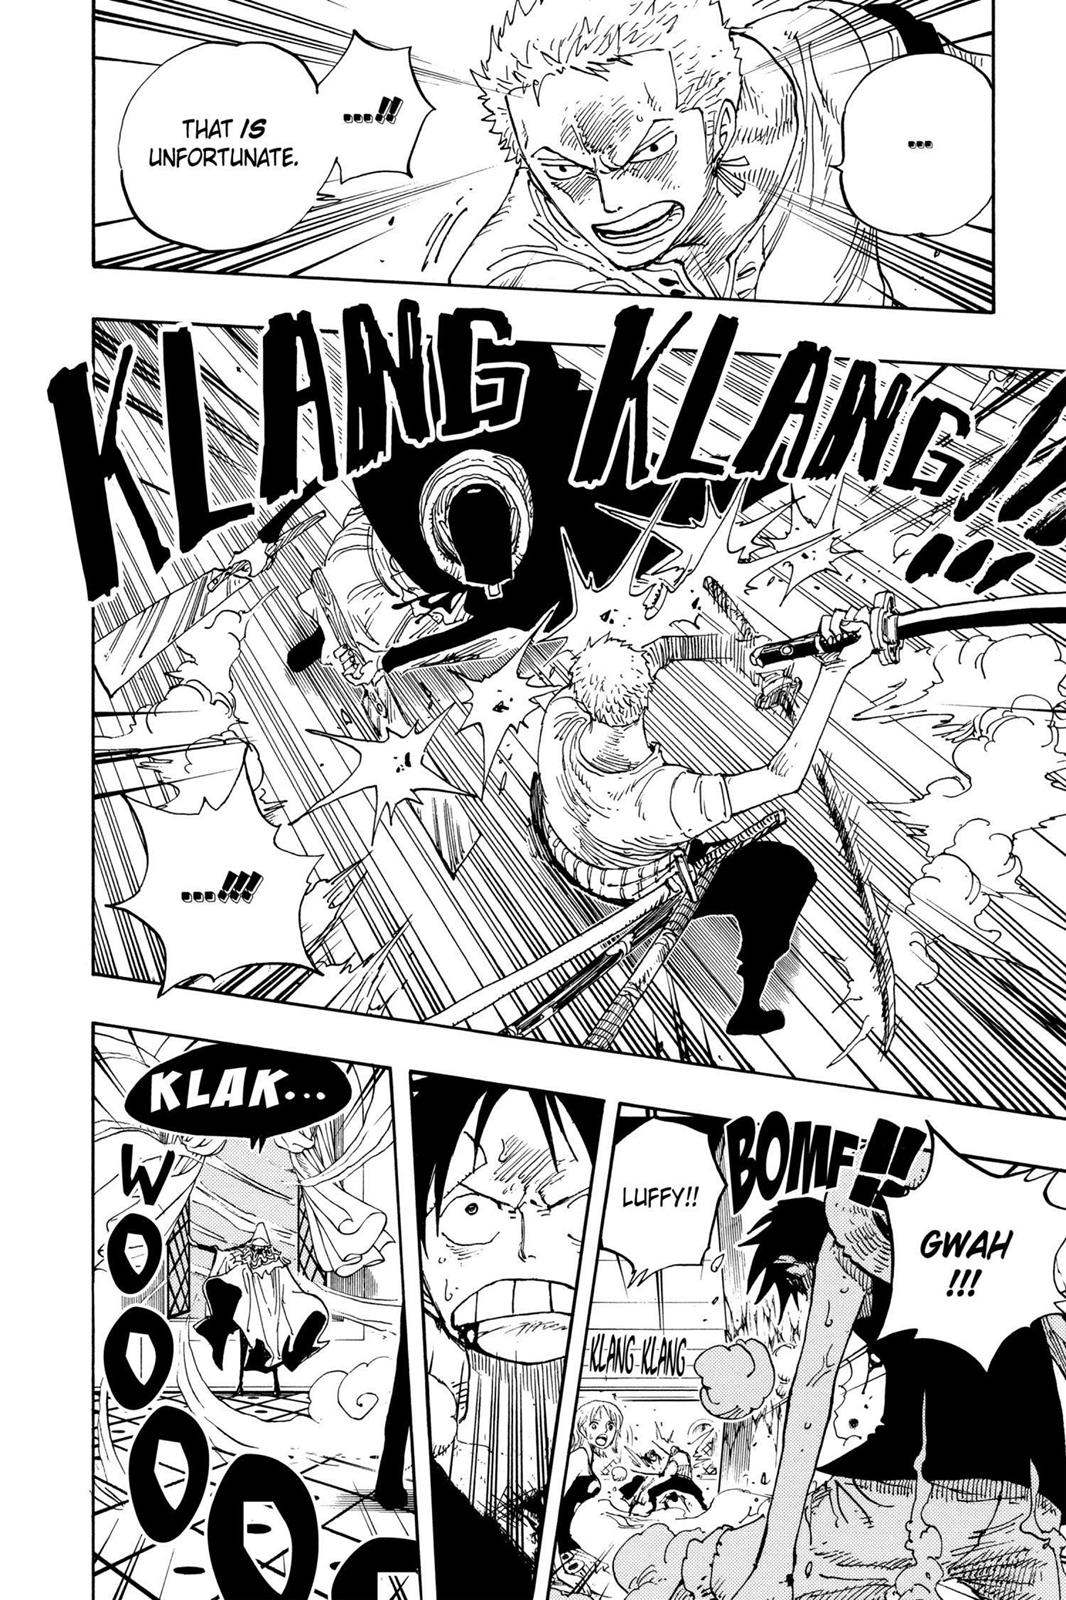 ...
...!!
THAT IS
UNFORTUNATE.
KLANG KLANG!!
!!!
...!!!
BOMF!!
GWAH
!!!
LUFFY!!
KLANG KLANG
KLAK...
WOOOOO